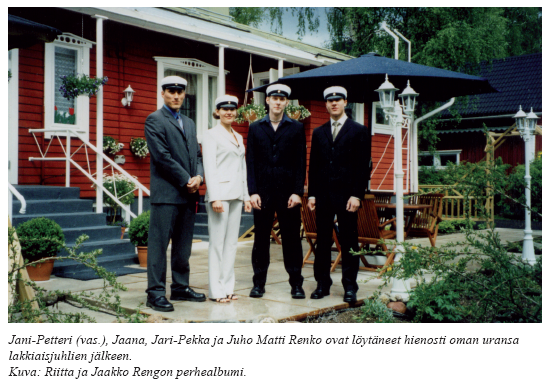 Jani-Petteri (vas.), Jaana, Jari-Pekka ja Juho Matti Renko ovat löytäneet hienosti oman uransa
lakkiaisjuhlien jälkeen.
Kuva: Riitta ja Jaakko Rengon perhealbumi.